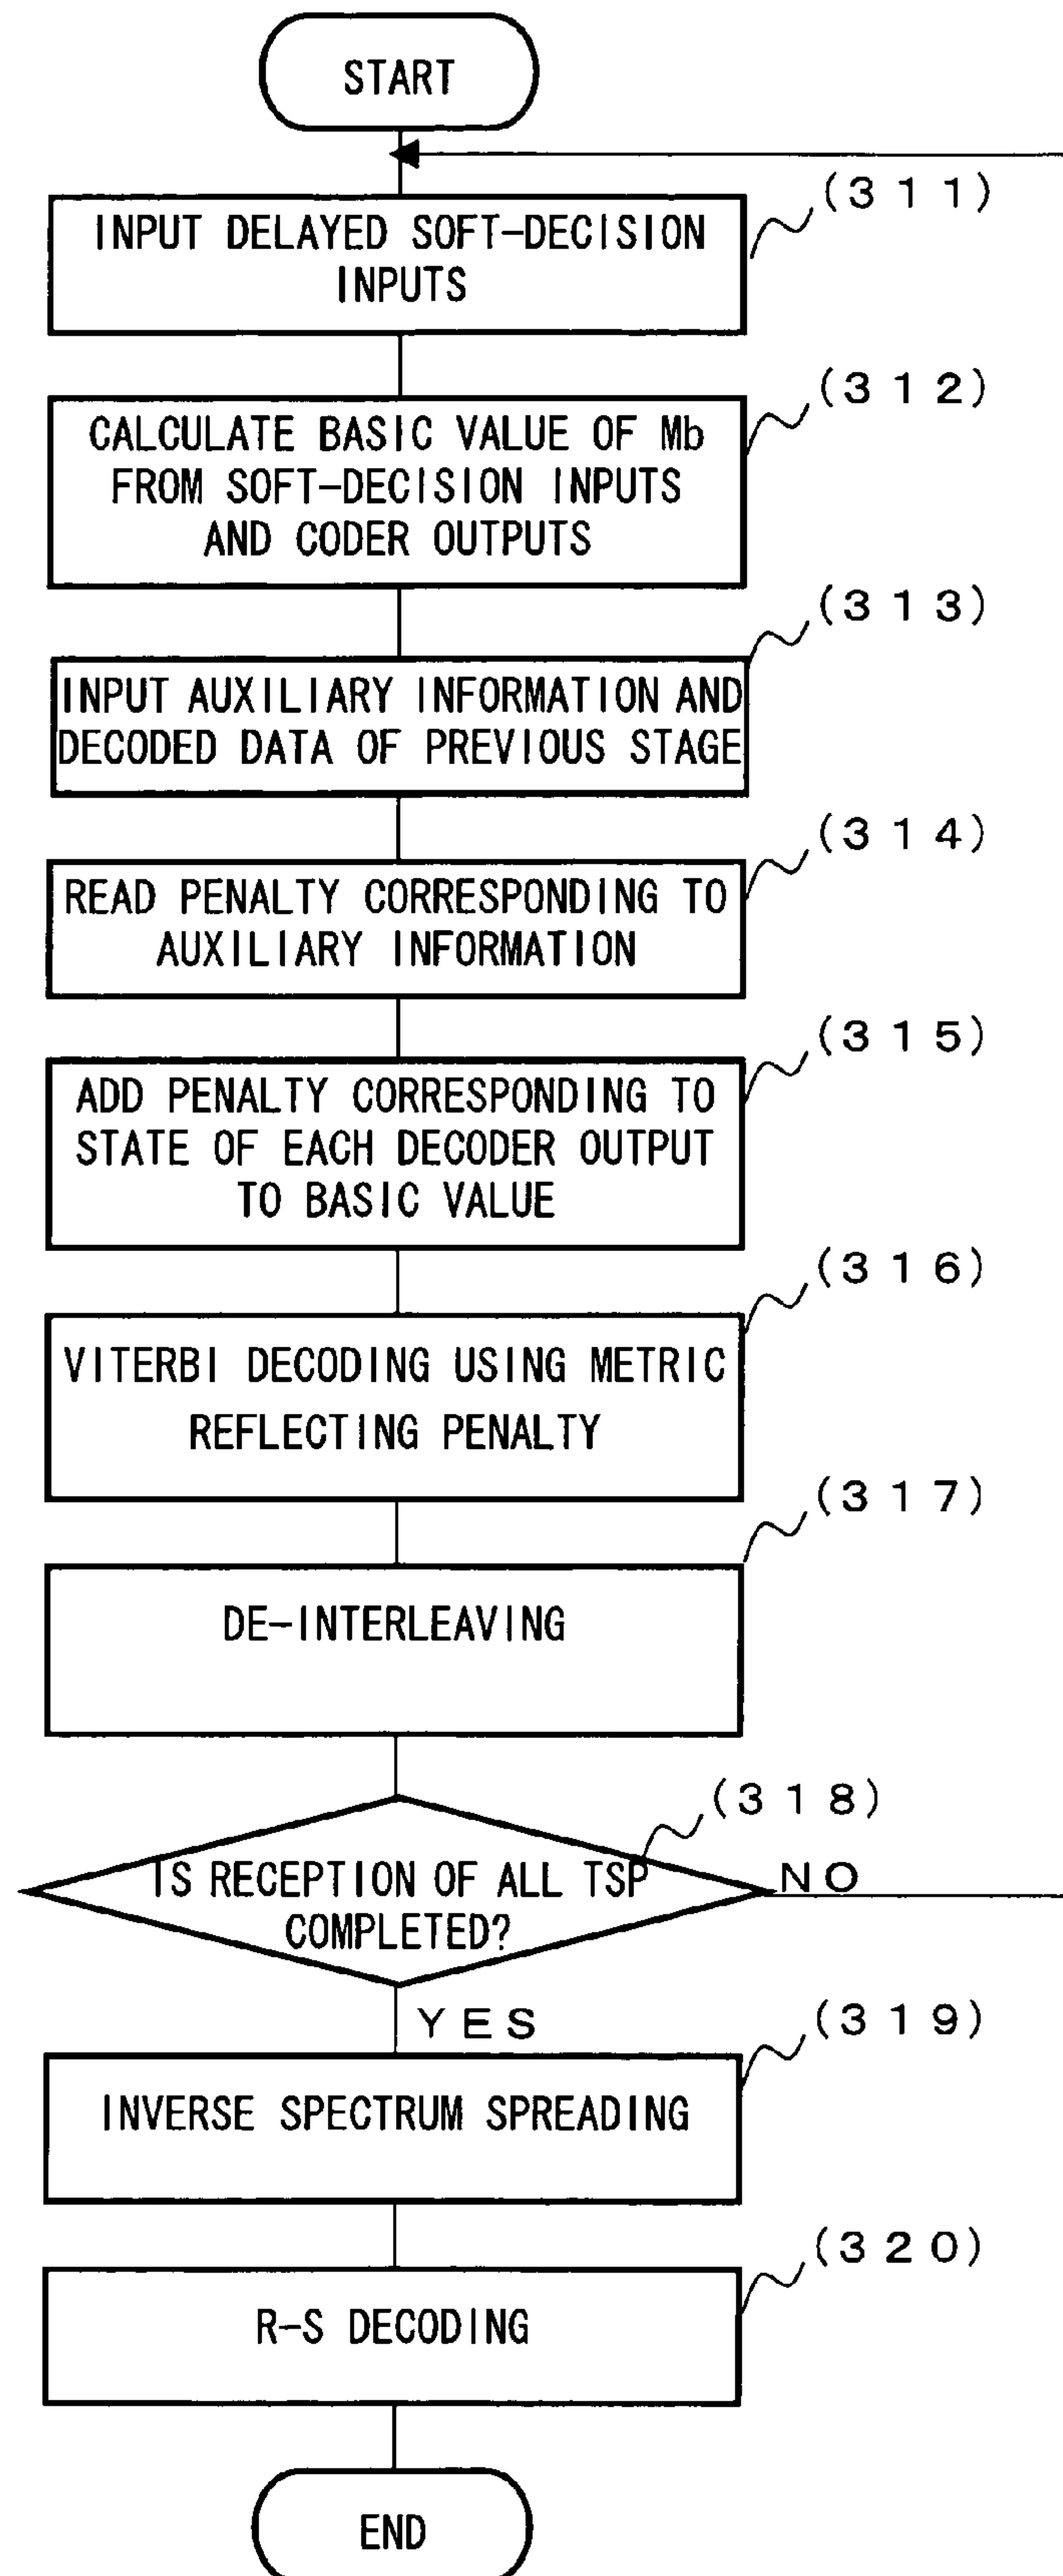 START
(311)
INPUT DELAYED SOFT-DECISION
INPUTS
(312)
CALCULATE BASIC VALUE OF Mb
FROM SOFT-DECISION INPUTS
AND CODER OUTPUTS
(313)
INPUT AUXILIARY INFORMATION AND
DECODED DATA OF PREVIOUS STAGE
(314)
READ PENALTY CORRESPONDING TO
AUXILIARY INFORMATION
(315)
ADD PENALTY CORRESPONDING TO
STATE OF EACH DECODER OUTPUT
TO BASIC VALUE
(316)
VITERBI DECODING USING METRIC
REFLECTING PENALTY
(317)
DE-INTERLEAVING
(318)
IS RECEPTION OF ALL TSP
COMPLETED?
NO
YES
(319)
INVERSE SPECTRUM SPREADING
(320)
R-S DECODING
END